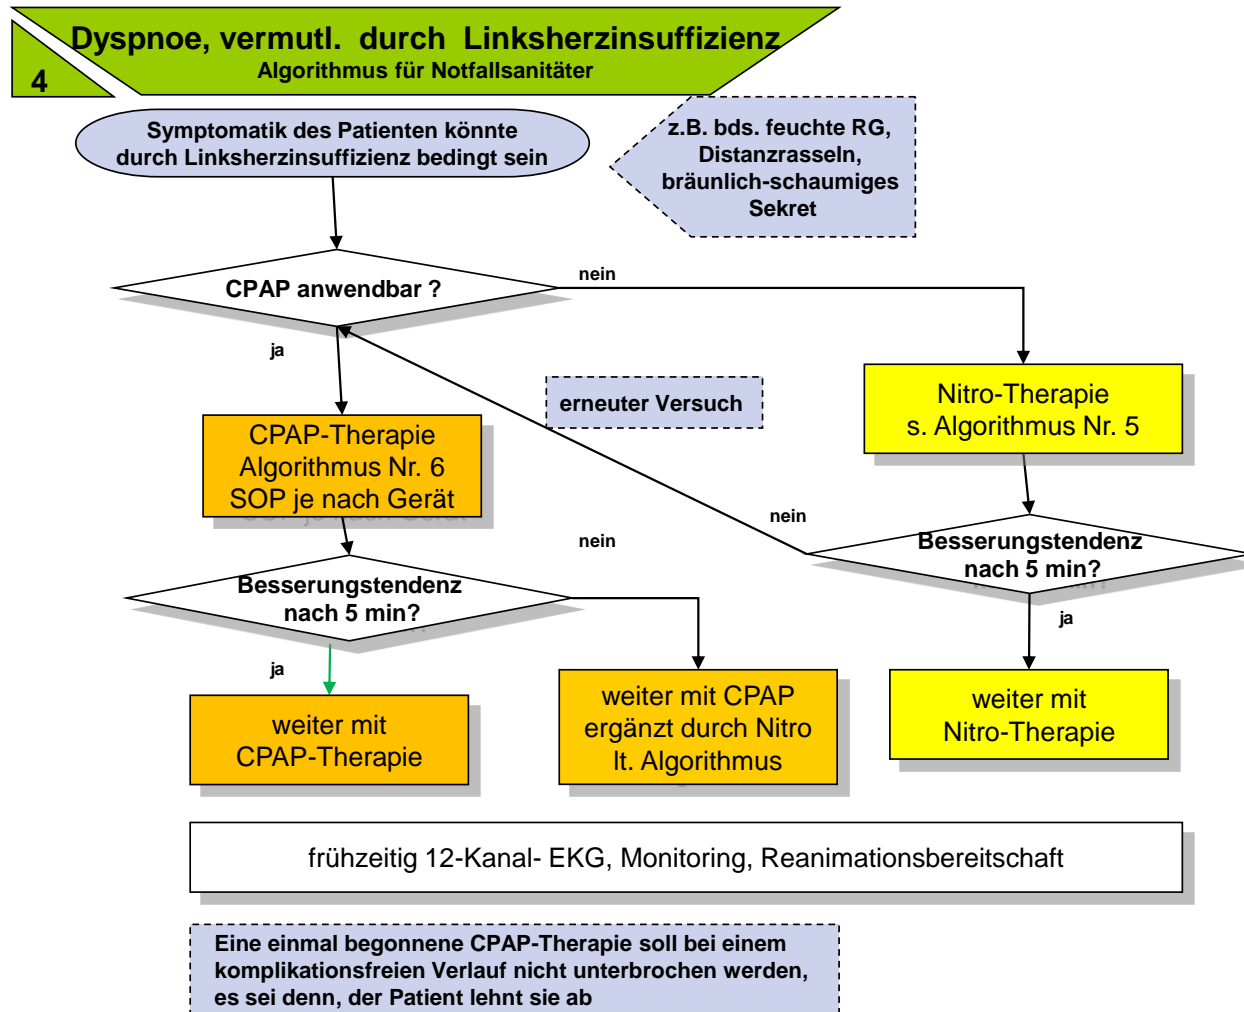 Dyspnoe, vermutl. durch Linksherzinsuffizienz
Algorithmus für Notfallsanitäter
4
Symptomatik des Patienten könnte
durch Linksherzinsuffizienz bedingt sein
z.B. bds. feuchte RG,
Distanzrasseln,
bräunlich-schaumiges
Sekret
CPAP anwendbar ?
nein
ja
erneuter Versuch
Nitro-Therapie
s. Algorithmus Nr. 5
CPAP-Therapie
Algorithmus Nr. 6
SOP je nach Gerät
nein
nein
Besserungstendenz
nach 5 min?
Besserungstendenz
nach 5 min?
ja
ja
weiter mit
CPAP-Therapie
weiter mit CPAP
ergänzt durch Nitro
lt. Algorithmus
weiter mit
Nitro-Therapie
frühzeitig 12-Kanal- EKG, Monitoring, Reanimationsbereitschaft
Eine einmal begonnene CPAP-Therapie soll bei einem
komplikationsfreien Verlauf nicht unterbrochen werden,
es sei denn, der Patient lehnt sie ab